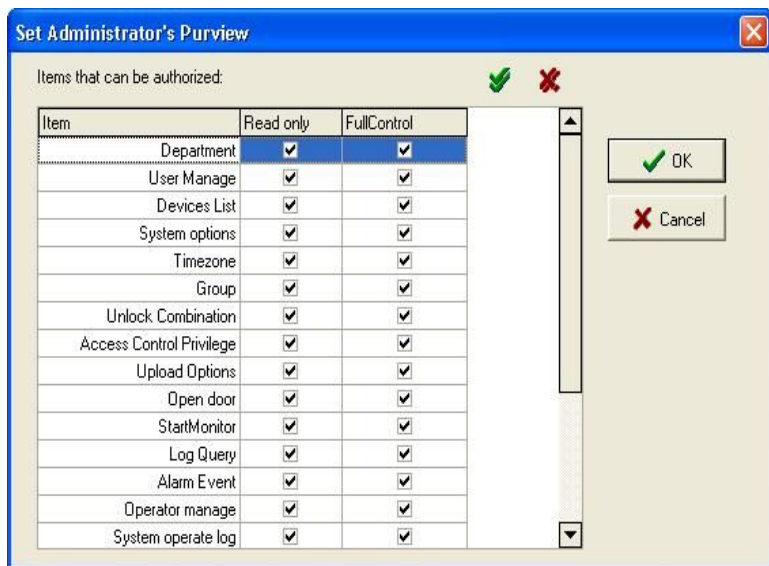 Set Administrator's Purview
Items that can be authorized:
Item Read only FullControl
Department
User Manage
Devices List
System options
Timezone
Group
Unlock Combination
Access Control Privilege
Upload Options
Open door
StartMonitor
Log Query
Alarm Event
Operator manage
System operate log
OK
Cancel